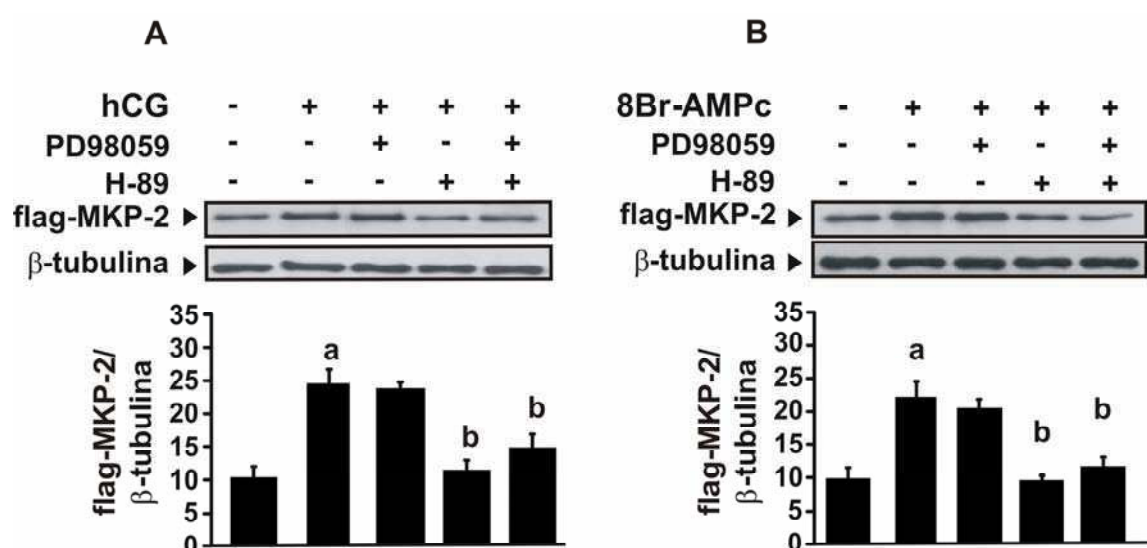 A
hCG - + + + +
PD98059 - - + - +
H-89 - - - + +
flag-MKP-2
β-tubulina
flag-MKP-2/
β-tubulina
35
30
25
20
15
10
5
0
a
b
b
B
8Br-AMPc - + + + +
PD98059 - - + - +
H-89 - - - + +
flag-MKP-2
β-tubulina
flag-MKP-2/
β-tubulina
35
30
25
20
15
10
5
0
a
b
b